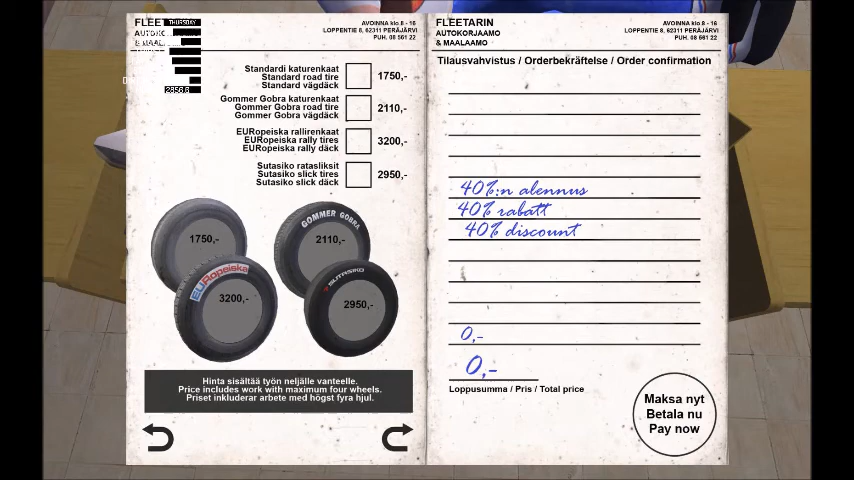 FLEETARIN
AUTOKORJAAMO
& MAALAAMO
THURSDAY
AVOINNA klo 8 - 16
LOPPENTIE 8, 62311 PERÄJÄRVI
PUH. 08 561 22
Standardi katurenkaat
Standard road tire
Standard vägdäck
1750,-
Gommer Gobra katurenkaat
Gommer Gobra road tire
Gommer Gobra vägdäck
2110,-
EURopeiska rallirenkaat
EURopeiska rally tires
EURopeiska rally däck
3200,-
Sutasiko ratasliksit
Sutasiko slick tires
Sutasiko slick däck
2950,-
1750,-
GOMMER GOBRA
2110,-
EURopeiska
3200,-
SUTASIKO
2950,-
Hinta sisältää työn neljälle vanteelle.
Price includes work with maximum four wheels.
Priset inkluderar arbete med högst fyra hjul.
FLEETARIN
AUTOKORJAAMO
& MAALAAMO
AVOINNA klo 8 - 16
LOPPENTIE 8, 62311 PERÄJÄRVI
PUH. 08 561 22
Tilausvahvistus / Orderbekräftelse / Order confirmation
40%:n alennus
40% rabatt
40% discount
0,-
0,-
Loppusumma / Pris / Total price
Maksa nyt
Betala nu
Pay now